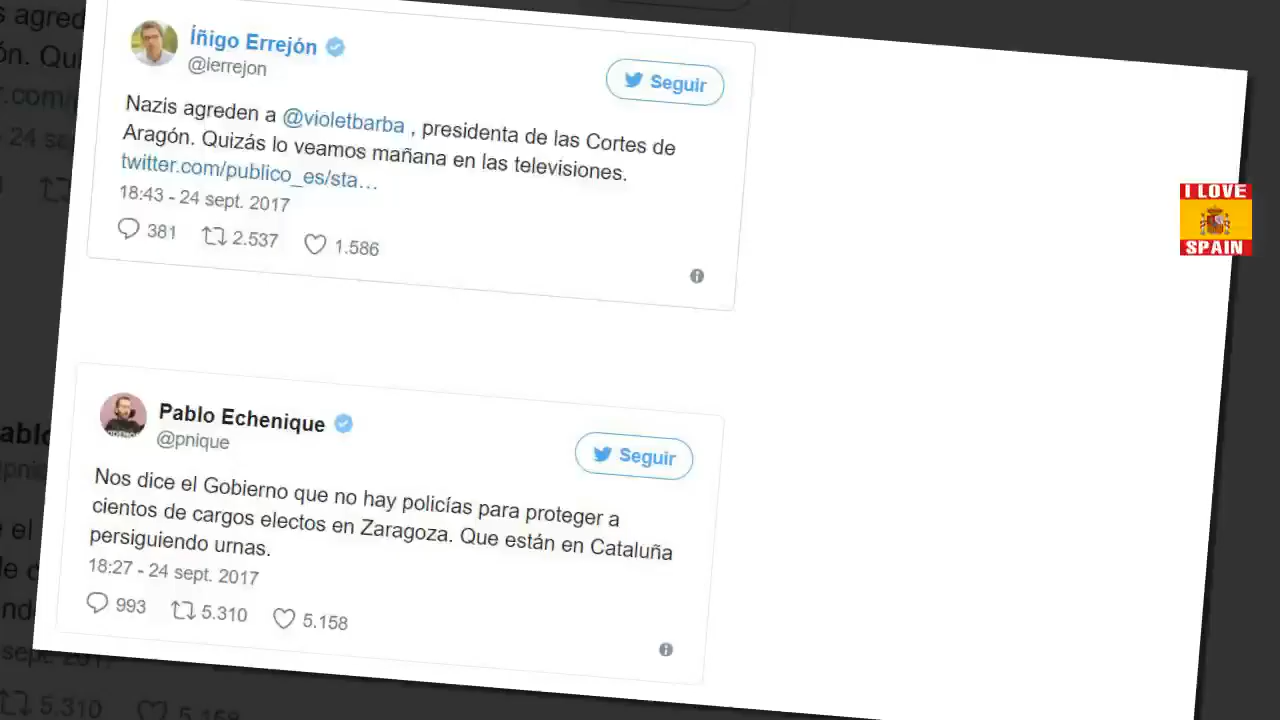 Íñigo Errejón
@ierrejon
Seguir
Nazis agreden a @violetbarba , presidenta de las Cortes de
Aragón. Quizás lo veamos mañana en las televisiones.
twitter.com/publico_es/sta…
18:43 - 24 sept. 2017
381 2.537 1.586
I LOVE
SPAIN
Pablo Echenique
@pnique
Seguir
Nos dice el Gobierno que no hay policías para proteger a
cientos de cargos electos en Zaragoza. Que están en Cataluña
persiguiendo urnas.
18:27 - 24 sept. 2017
993 5.310 5.158